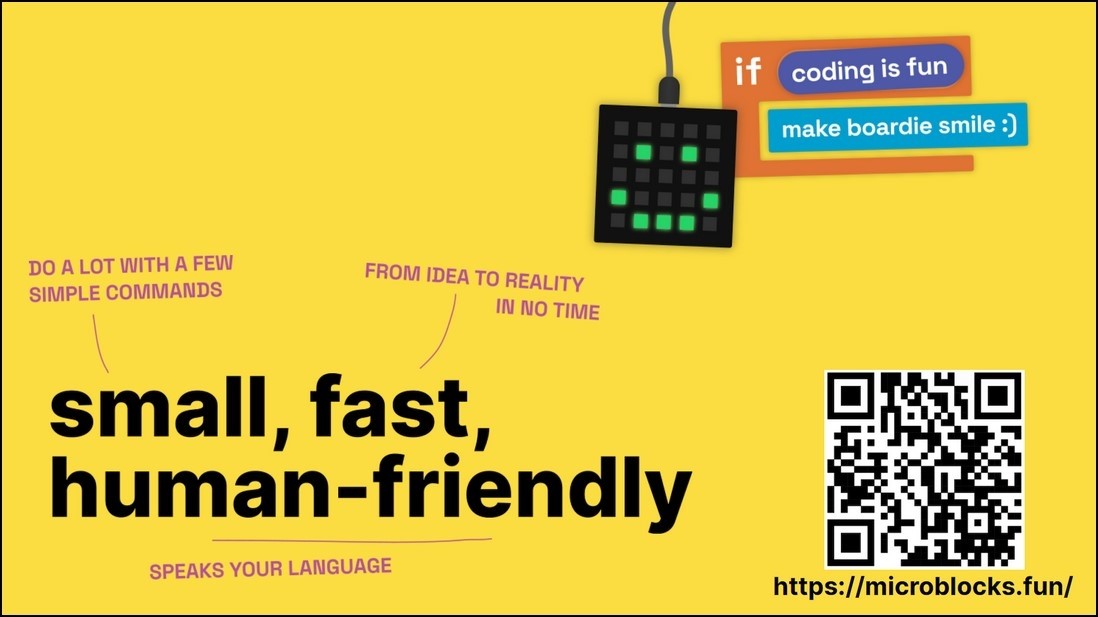 if coding is fun
make boardie smile :)
DO A LOT WITH A FEW
SIMPLE COMMANDS
FROM IDEA TO REALITY
IN NO TIME
small, fast,
human-friendly
SPEAKS YOUR LANGUAGE
https://microblocks.fun/